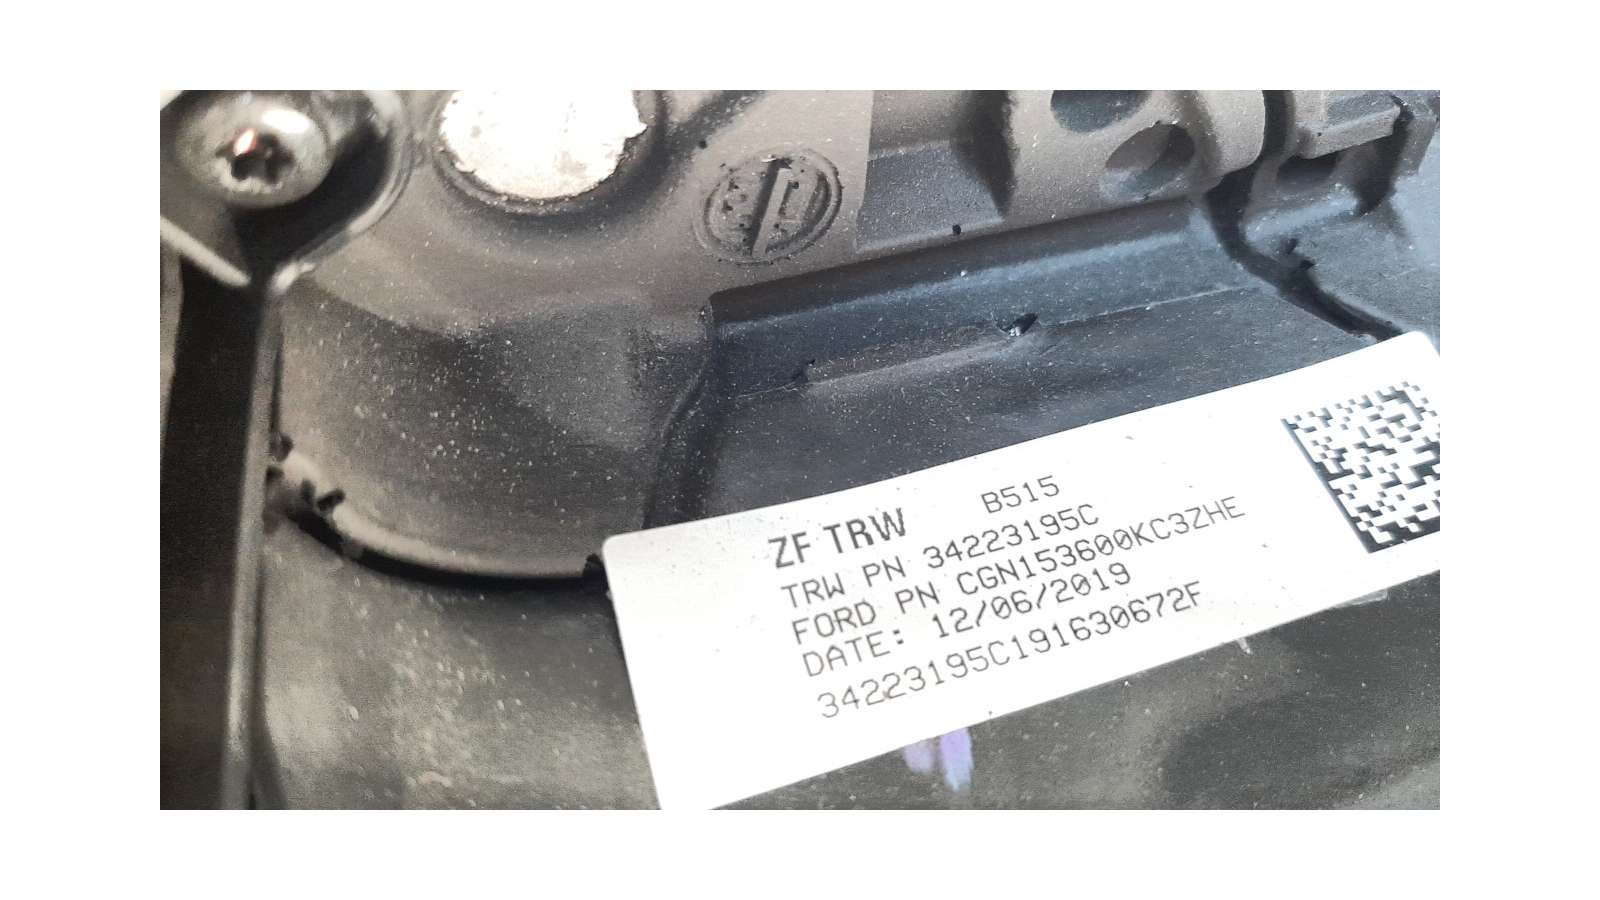 B515
ZF TRW
TRW PN 34223195C
FORD PN CGN153600KC3ZHE
DATE: 12/06/2019
34223195C191630672F